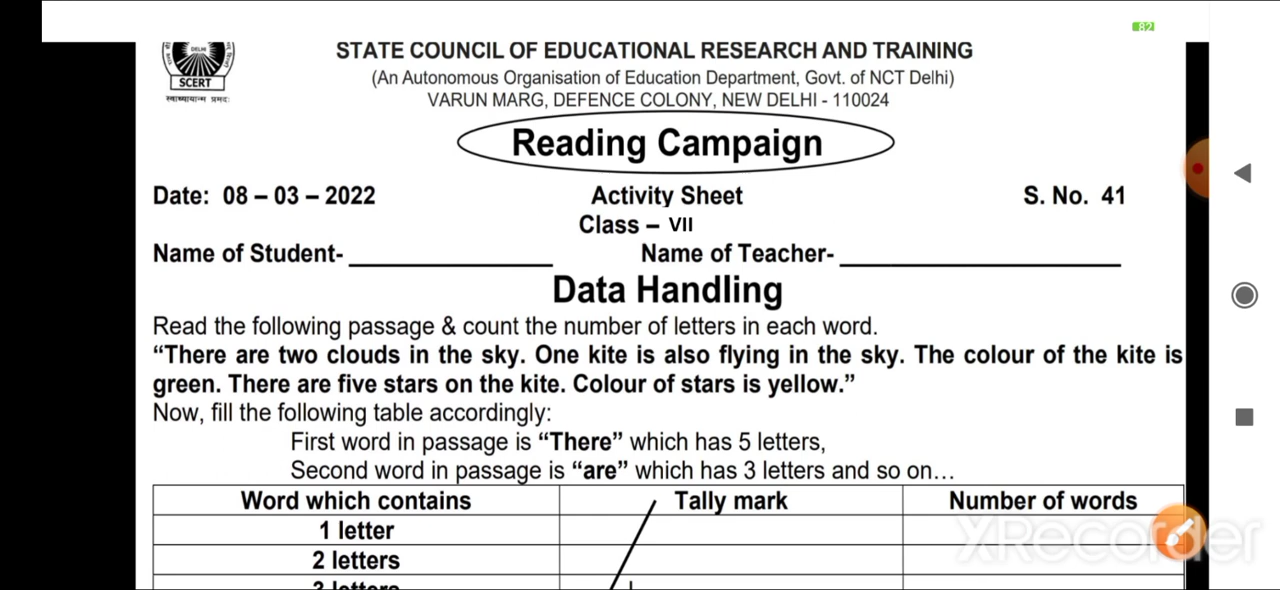 82
STATE COUNCIL OF EDUCATIONAL RESEARCH AND TRAINING
(An Autonomous Organisation of Education Department, Govt. of NCT Delhi)
VARUN MARG, DEFENCE COLONY, NEW DELHI - 110024
DELHI
SCERT
Reading Campaign
Date: 08 – 03 – 2022 Activity Sheet S. No. 41
Class – VII
Name of Student- Name of Teacher-
Data Handling
Read the following passage & count the number of letters in each word.
“There are two clouds in the sky. One kite is also flying in the sky. The colour of the kite is
green. There are five stars on the kite. Colour of stars is yellow.”
Now, fill the following table accordingly:
First word in passage is “There” which has 5 letters,
Second word in passage is “are” which has 3 letters and so on…
Word which contains Tally mark Number of words
1 letter
2 letters
3 letters
XRecorder